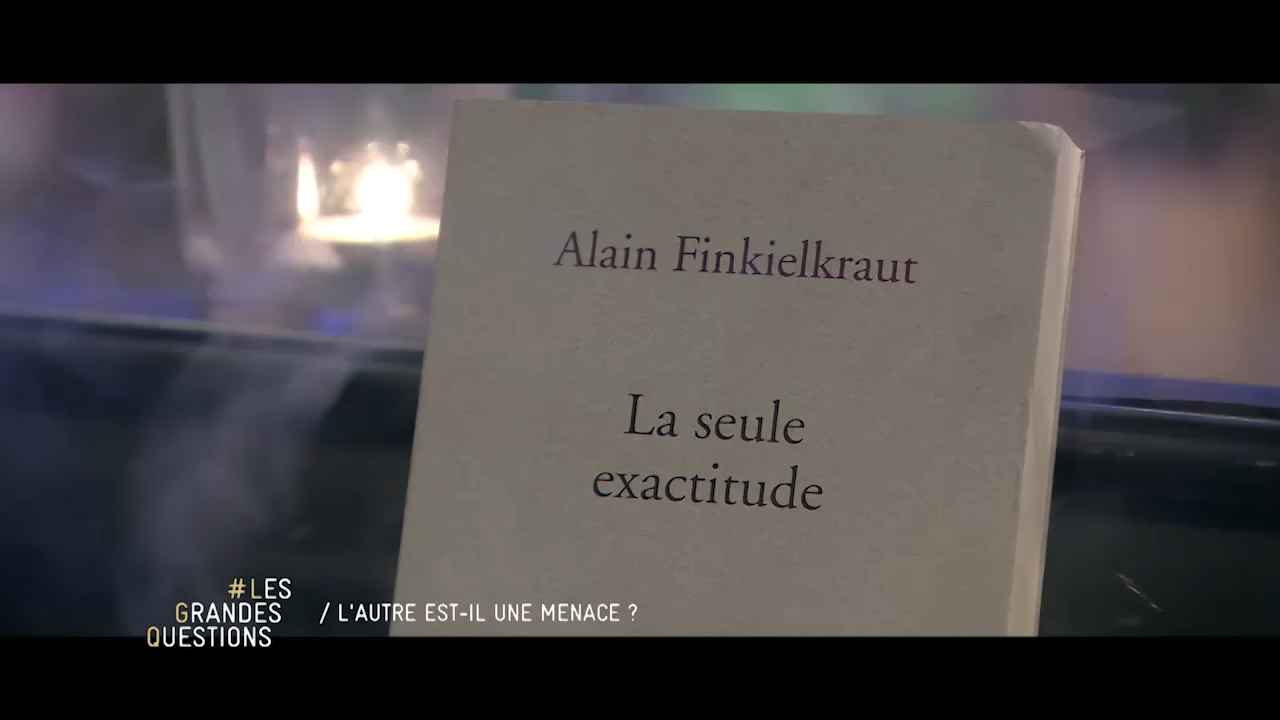 Alain Finkielkraut
La seule
exactitude
#LES
GRANDES
QUESTIONS
/ L'AUTRE EST-IL UNE MENACE ?